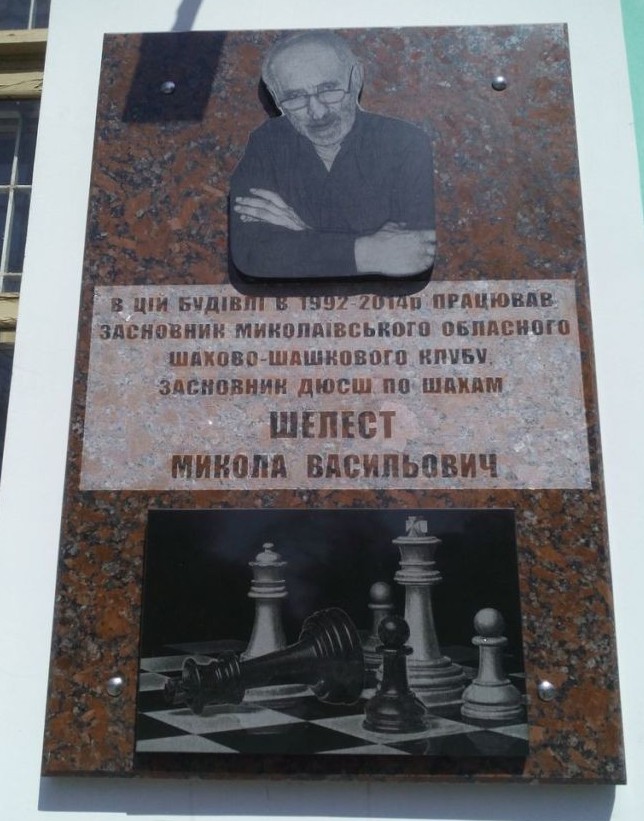 В ЦІЙ БУДІВЛІ В 1992-2014р ПРАЦЮВАВ
ЗАСНОВНИК МИКОЛАЇВСЬКОГО ОБЛАСНОГО
ШАХОВО-ШАШКОВОГО КЛУБУ,
ЗАСНОВНИК ДЮСШ ПО ШАХАМ
ШЕЛЕСТ
МИКОЛА ВАСИЛЬОВИЧ